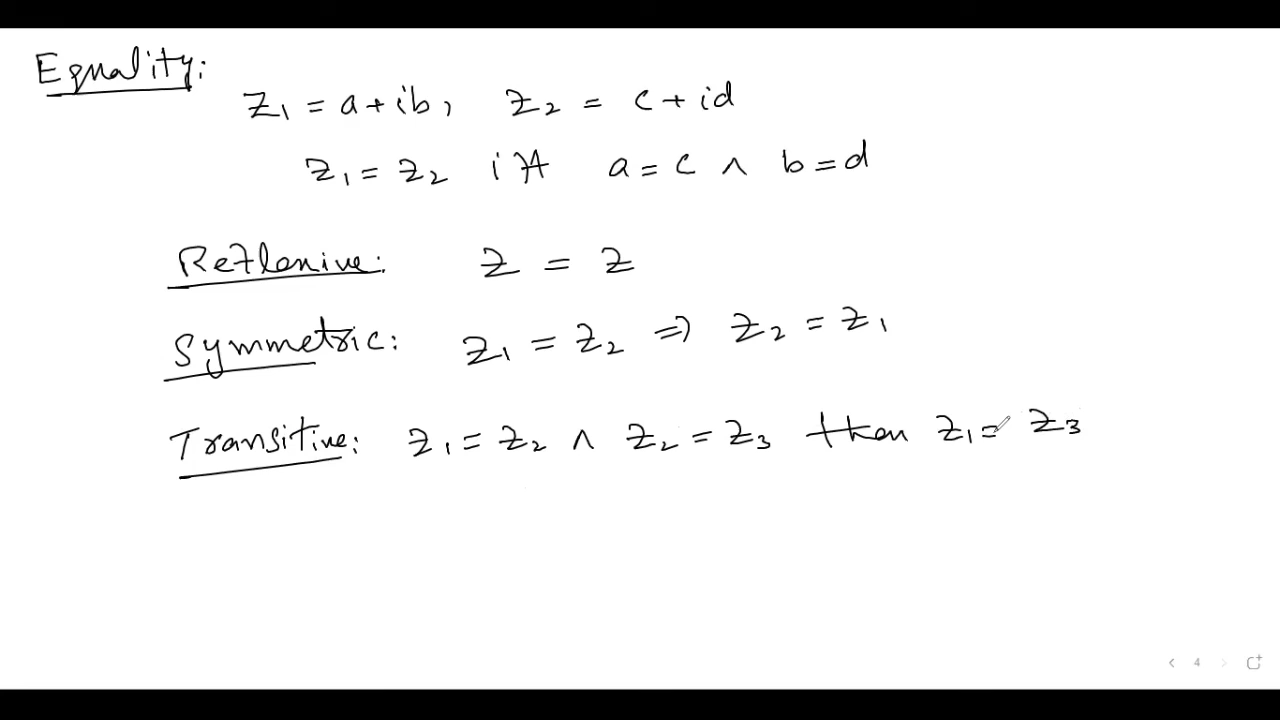 Equality:
z₁ = a + ib, z₂ = c + id
z₁ = z₂ iff a = c ∧ b = d
Reflexive: z = z
Symmetric: z₁ = z₂ ⇒ z₂ = z₁
Transitive: z₁ = z₂ ∧ z₂ = z₃ then z₁ = z₃
< 4 >